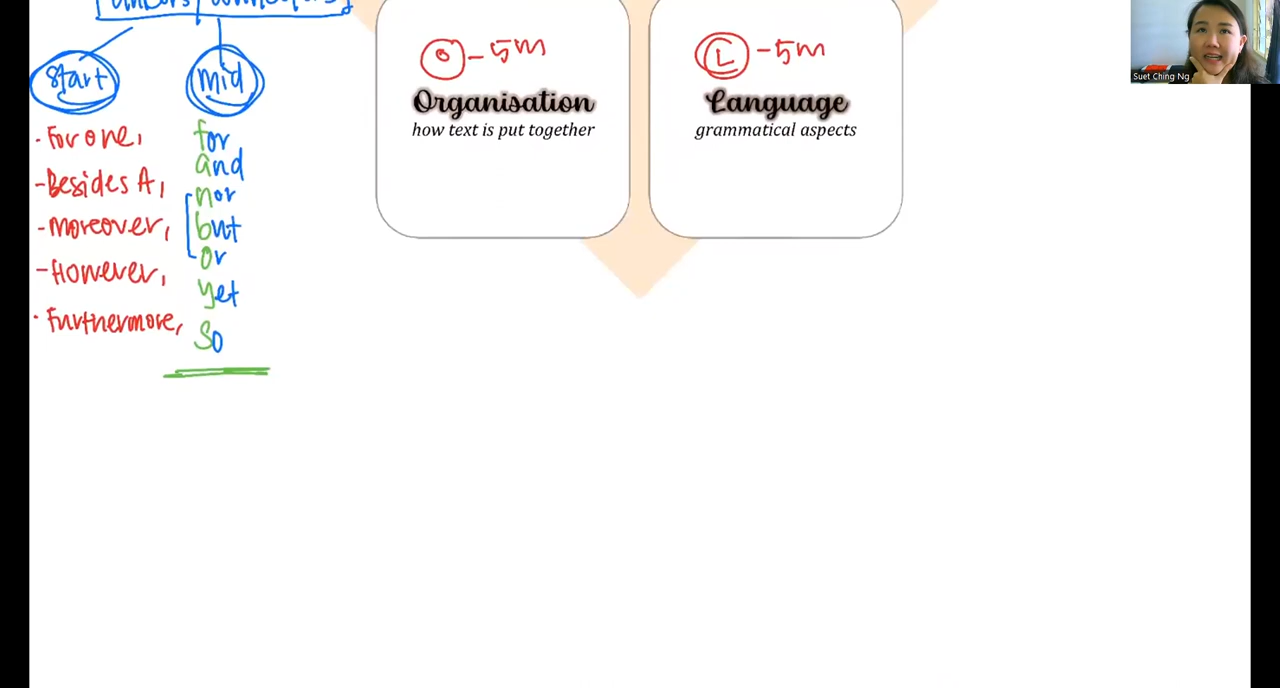 start
mid
- For one,
- Besides A,
- Moreover,
- However,
· Furthermore,
for
and
nor
but
or
yet
so
O - 5m
Organisation
how text is put together
L - 5m
Language
grammatical aspects
Suet Ching Ng